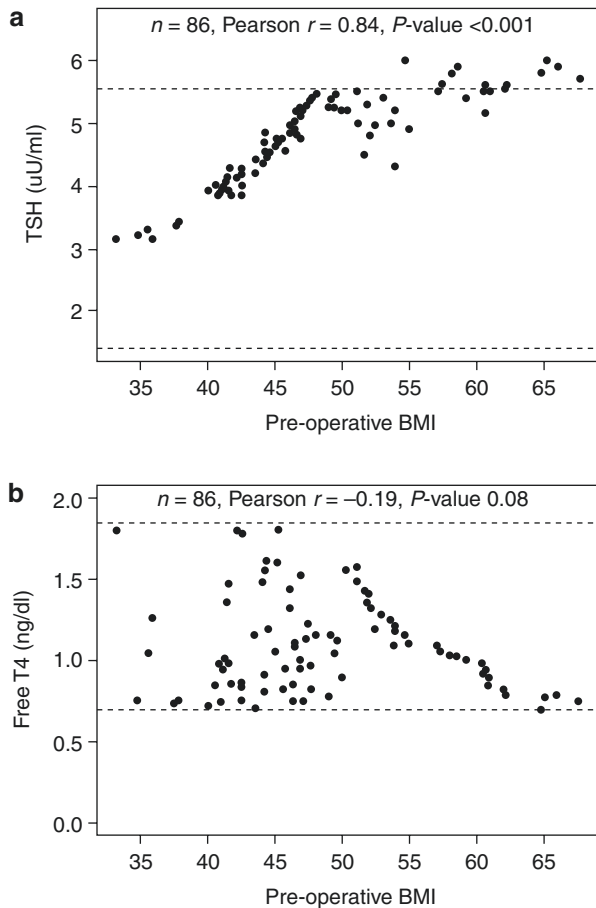 a
n = 86, Pearson r = 0.84, P-value <0.001
6
5
4
3
2
TSH (uU/ml)
35 40 45 50 55 60 65
Pre-operative BMI
b
n = 86, Pearson r = –0.19, P-value 0.08
2.0
1.5
1.0
0.5
0.0
Free T4 (ng/dl)
35 40 45 50 55 60 65
Pre-operative BMI